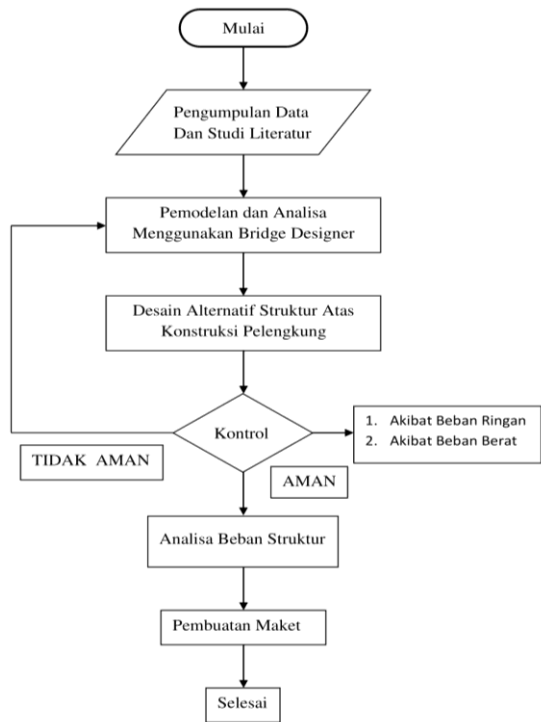 Mulai
Pengumpulan Data
Dan Studi Literatur
Pemodelan dan Analisa
Menggunakan Bridge Designer
Desain Alternatif Struktur Atas
Konstruksi Pelengkung
Kontrol
1. Akibat Beban Ringan
2. Akibat Beban Berat
TIDAK AMAN
AMAN
Analisa Beban Struktur
Pembuatan Maket
Selesai